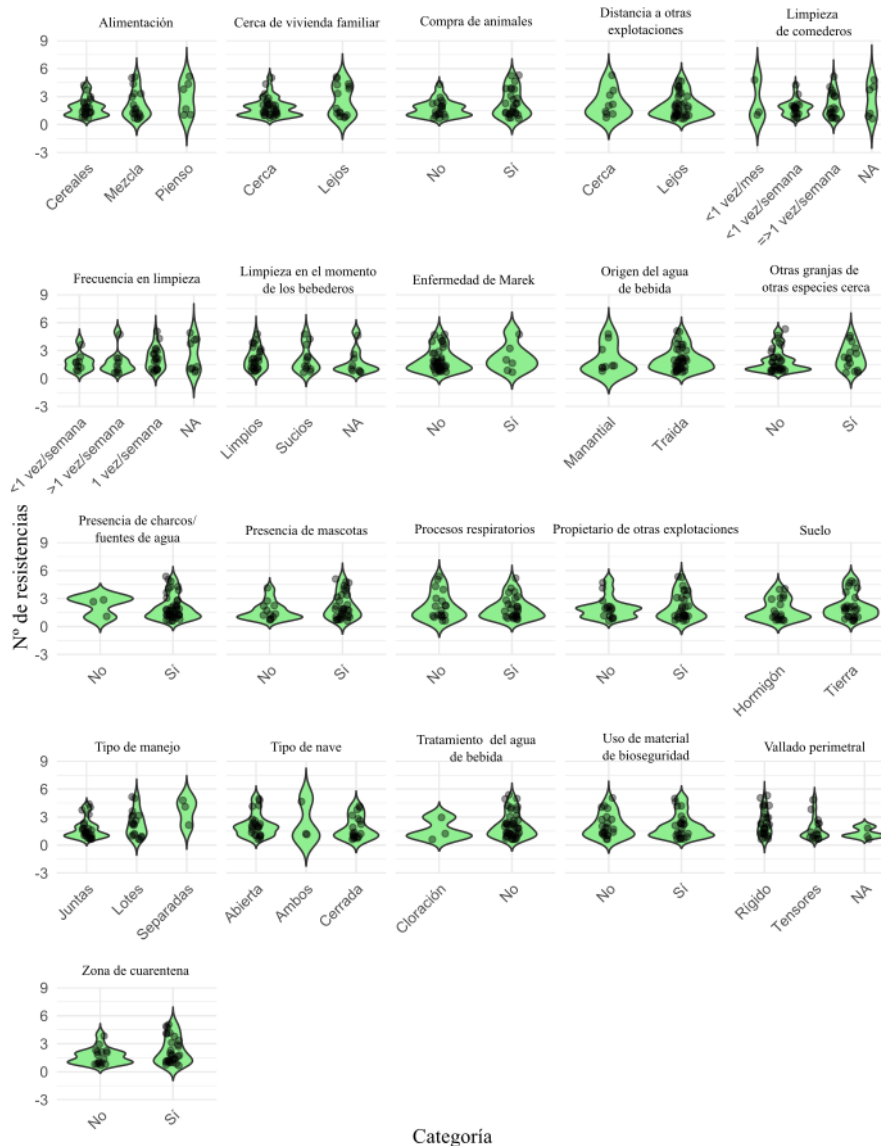 Alimentación
Cerca de vivienda familiar
Compra de animales
Distancia a otras
explotaciones
Limpieza
de comederos
9
6
3
0
-3
Cereales
Mezcla
Pienso
Cerca
Lejos
No
Sí
Cerca
Lejos
<1 vez/mes
<1 vez/semana
=>1 vez/semana
NA
Frecuencia en limpieza
Limpieza en el momento
de los bebederos
Enfermedad de Marek
Origen del agua
de bebida
Otras granjas de
otras especies cerca
9
6
3
0
-3
<1 vez/semana
>1 vez/semana
1 vez/semana
NA
Limpios
Sucios
NA
No
Sí
Manantial
Traida
No
Sí
Nº de resistencias
Presencia de charcos/
fuentes de agua
Presencia de mascotas
Procesos respiratorios
Propietario de otras explotaciones
Suelo
9
6
3
0
-3
No
Sí
No
Sí
No
Sí
No
Sí
Hormigón
Tierra
Tipo de manejo
Tipo de nave
Tratamiento del agua
de bebida
Uso de material
de bioseguridad
Vallado perimetral
9
6
3
0
-3
Juntas
Lotes
Separadas
Abierta
Ambos
Cerrada
Cloración
No
No
Sí
Rígido
Tensores
NA
Zona de cuarentena
9
6
3
0
-3
No
Sí
Categoría